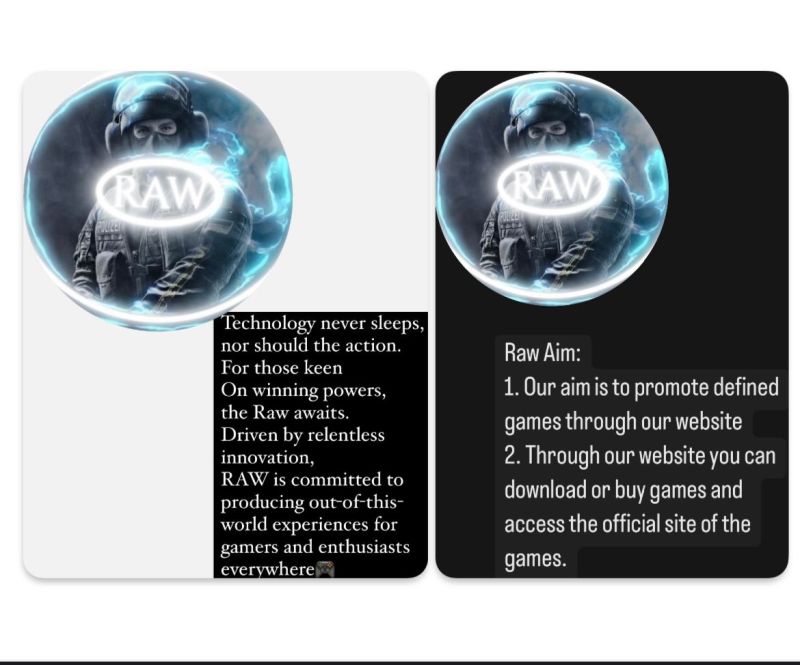 RAW
POLIZEI
Technology never sleeps,
nor should the action.
For those keen
On winning powers,
the Raw awaits.
Driven by relentless
innovation,
RAW is committed to
producing out-of-this-
world experiences for
gamers and enthusiasts
everywhere🎮
RAW
Raw Aim:
1. Our aim is to promote defined
games through our website
2. Through our website you can
download or buy games and
access the official site of the
games.